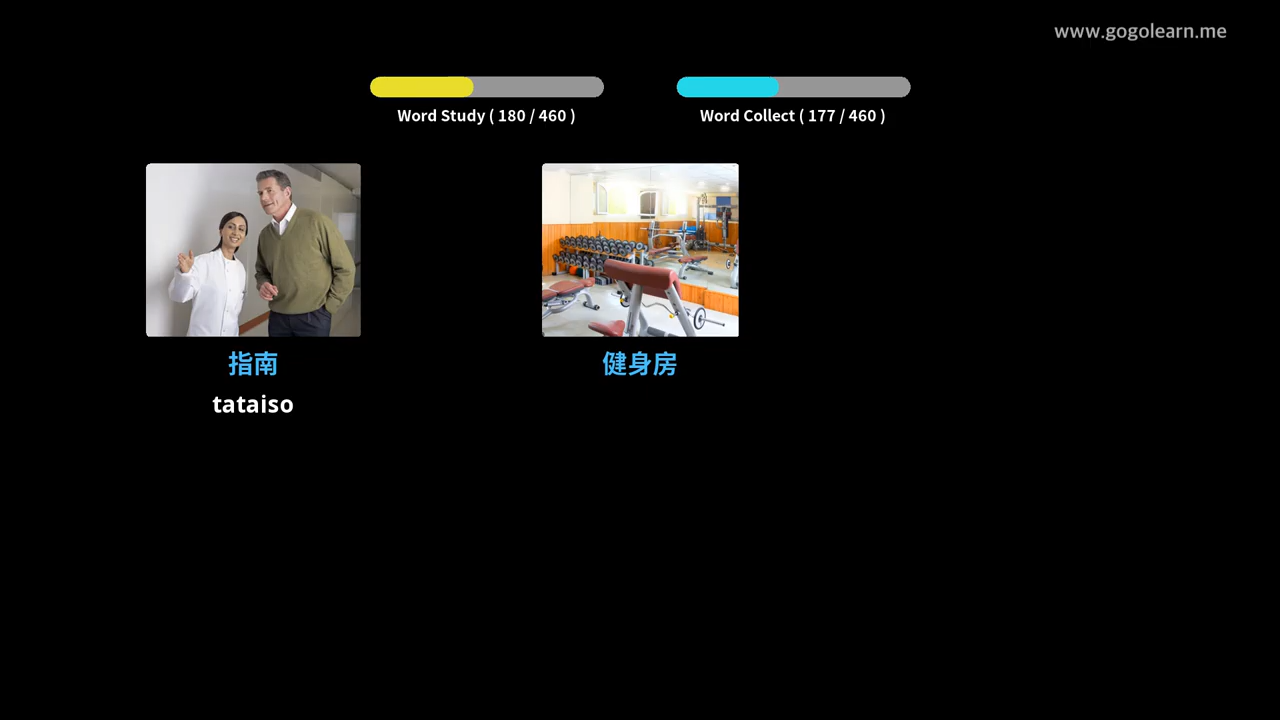 www.gogolearn.me
Word Study ( 180 / 460 )
Word Collect ( 177 / 460 )
指南
健身房
tataiso